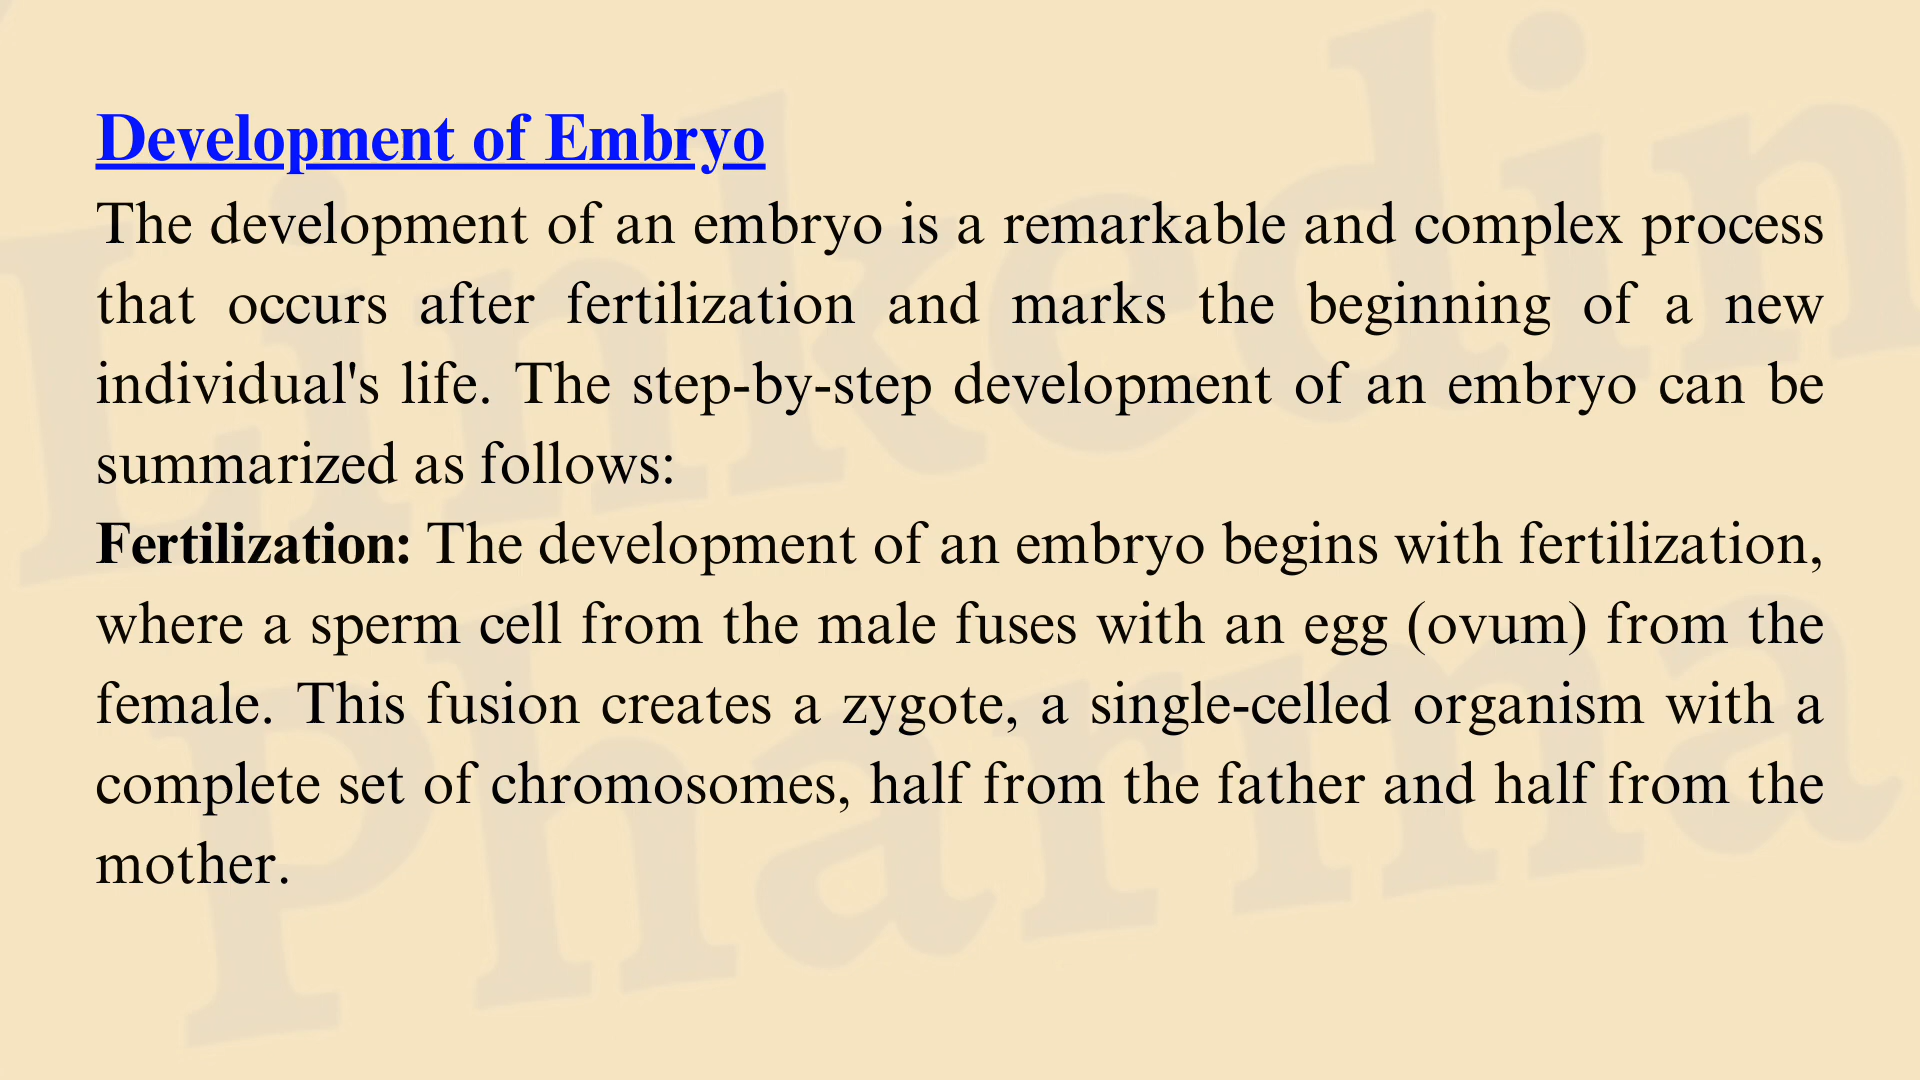 Development of Embryo
The development of an embryo is a remarkable and complex process
that occurs after fertilization and marks the beginning of a new
individual's life. The step-by-step development of an embryo can be
summarized as follows:
Fertilization: The development of an embryo begins with fertilization,
where a sperm cell from the male fuses with an egg (ovum) from the
female. This fusion creates a zygote, a single-celled organism with a
complete set of chromosomes, half from the father and half from the
mother.
Linkedin
Pharma